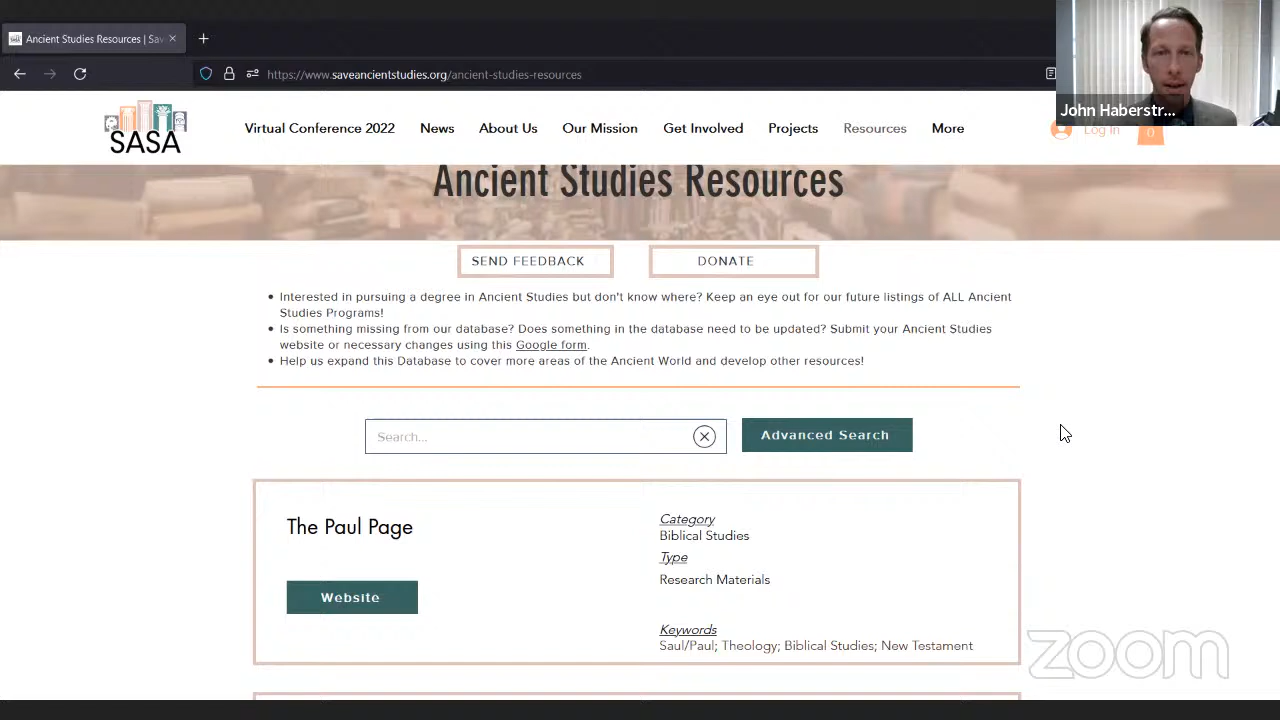 Ancient Studies Resources | Sav
https://www.saveancientstudies.org/ancient-studies-resources
John Haberstr...
SASA
Virtual Conference 2022
News
About Us
Our Mission
Get Involved
Projects
Resources
More
Log In
0
Ancient Studies Resources
SEND FEEDBACK
DONATE
Interested in pursuing a degree in Ancient Studies but don't know where? Keep an eye out for our future listings of ALL Ancient
Studies Programs!
Is something missing from our database? Does something in the database need to be updated? Submit your Ancient Studies
website or necessary changes using this Google form.
Help us expand this Database to cover more areas of the Ancient World and develop other resources!
Search...
Advanced Search
The Paul Page
Website
Category
Biblical Studies
Type
Research Materials
Keywords
Saul/Paul; Theology; Biblical Studies; New Testament
zoom